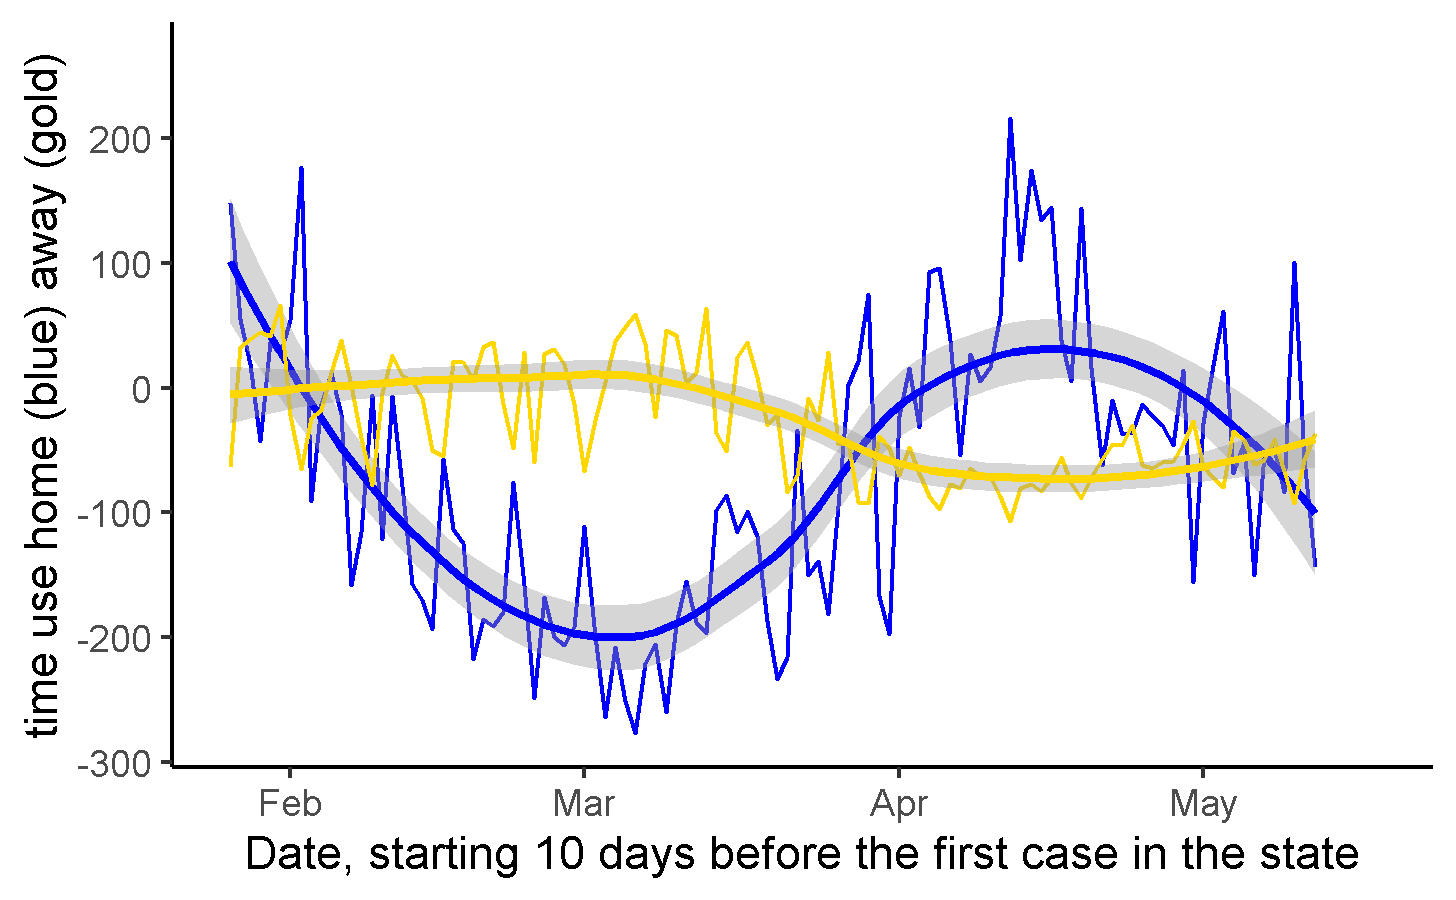 time use home (blue) away (gold)
200
100
0
-100
-200
-300
Feb Mar Apr May
Date, starting 10 days before the first case in the state